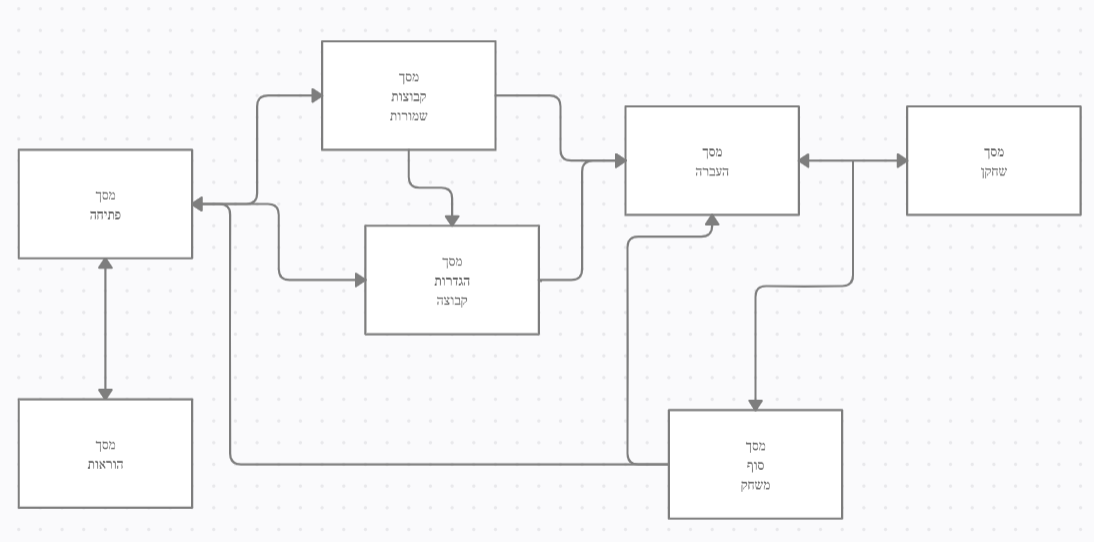 מסך
קבוצות
שמורות
מסך
העברה
מסך
שחקן
מסך
פתיחה
מסך
הגדרות
קבוצה
מסך
הוראות
מסך
סוף
משחק